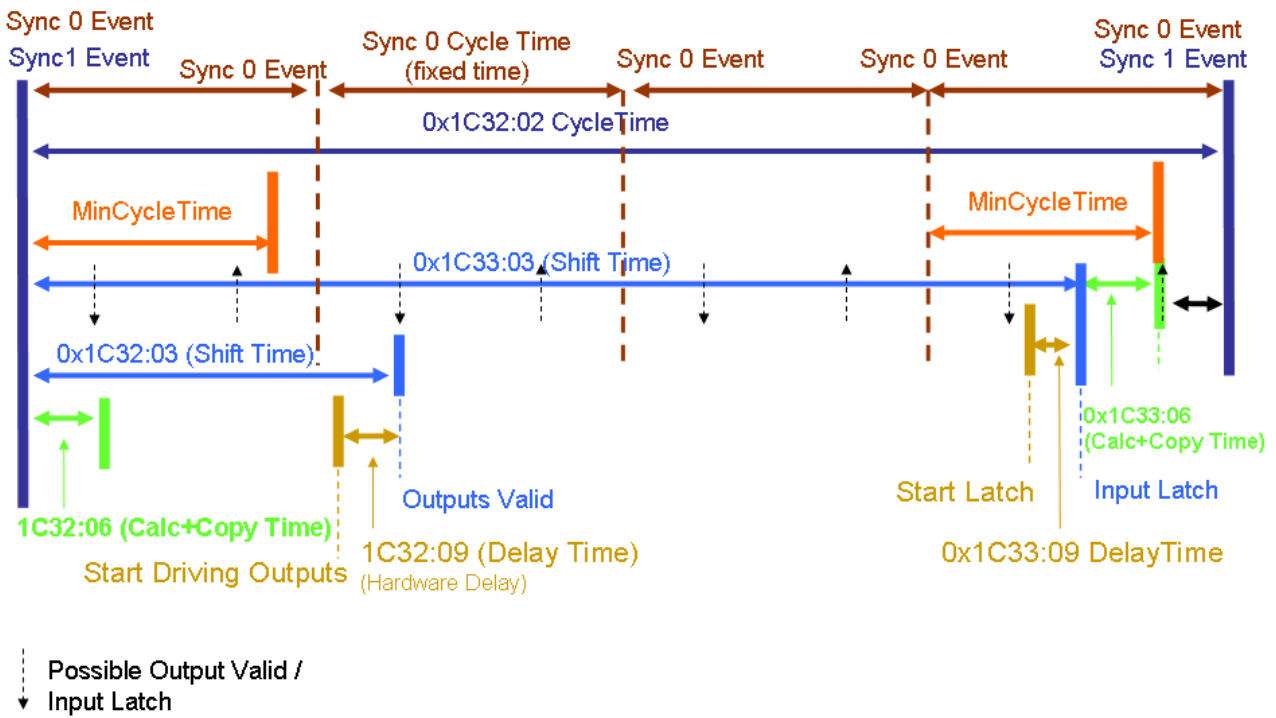 Sync 0 Event
Sync1 Event
Sync 0 Event
Sync 0 Cycle Time
(fixed time)
Sync 0 Event
Sync 0 Event
Sync 0 Event
Sync 1 Event
0x1C32:02 CycleTime
MinCycleTime
MinCycleTime
0x1C33:03 (Shift Time)
0x1C32:03 (Shift Time)
0x1C33:06
(Calc+Copy Time)
Outputs Valid
Start Latch
Input Latch
1C32:06 (Calc+Copy Time)
Start Driving Outputs
1C32:09 (Delay Time)
(Hardware Delay)
0x1C33:09 DelayTime
Possible Output Valid /
Input Latch